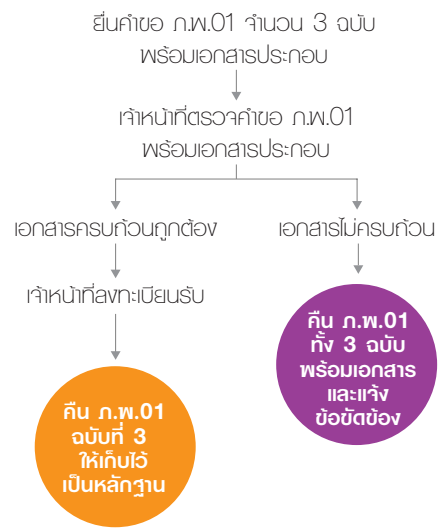 ยื่นคำขอ ภ.พ.01 จำนวน 3 ฉบับ
พร้อมเอกสารประกอบ
เจ้าหน้าที่ตรวจคำขอ ภ.พ.01
พร้อมเอกสารประกอบ
เอกสารครบถ้วนถูกต้อง
เอกสารไม่ครบถ้วน
เจ้าหน้าที่ลงทะเบียนรับ
คืน ภ.พ.01
ทั้ง 3 ฉบับ
พร้อมเอกสาร
และแจ้ง
ข้อขัดข้อง
คืน ภ.พ.01
ฉบับที่ 3
ให้เก็บไว้
เป็นหลักฐาน